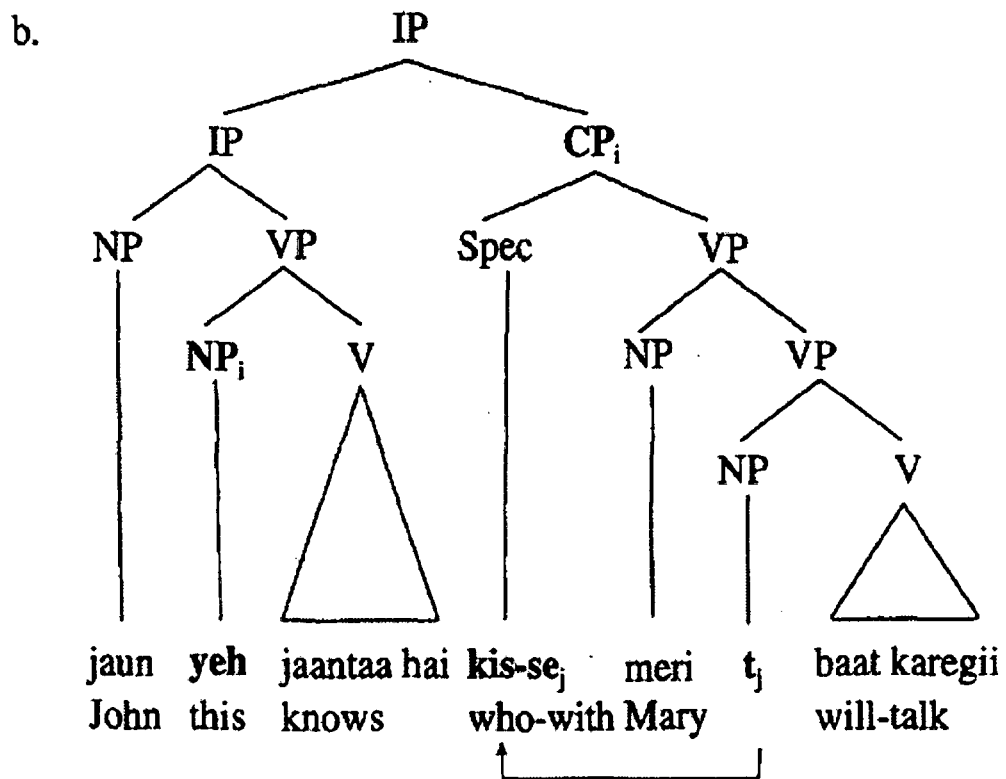 b. IP
IP CPᵢ
NP VP Spec VP
NPᵢ V NP VP
NP V
jaun yeh jaantaa hai kis-seⱼ meri tⱼ baat karegii
John this knows who-with Mary will-talk